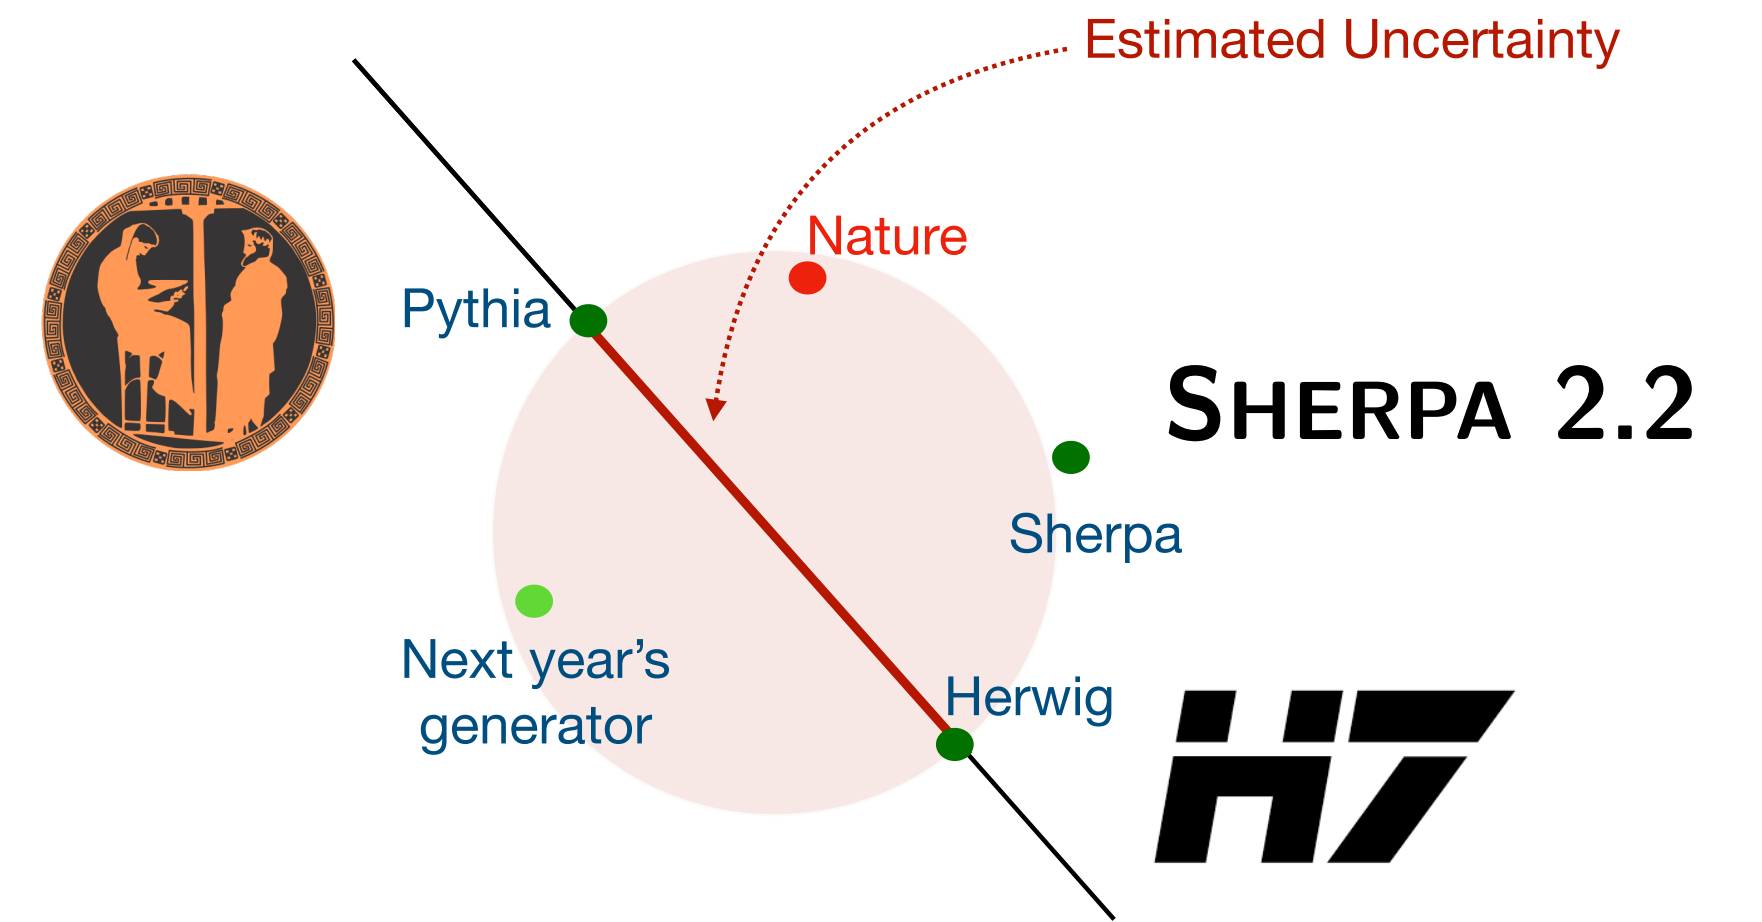 Estimated Uncertainty
Nature
Pythia
SHERPA 2.2
Sherpa
Next year’s
generator
Herwig
H7